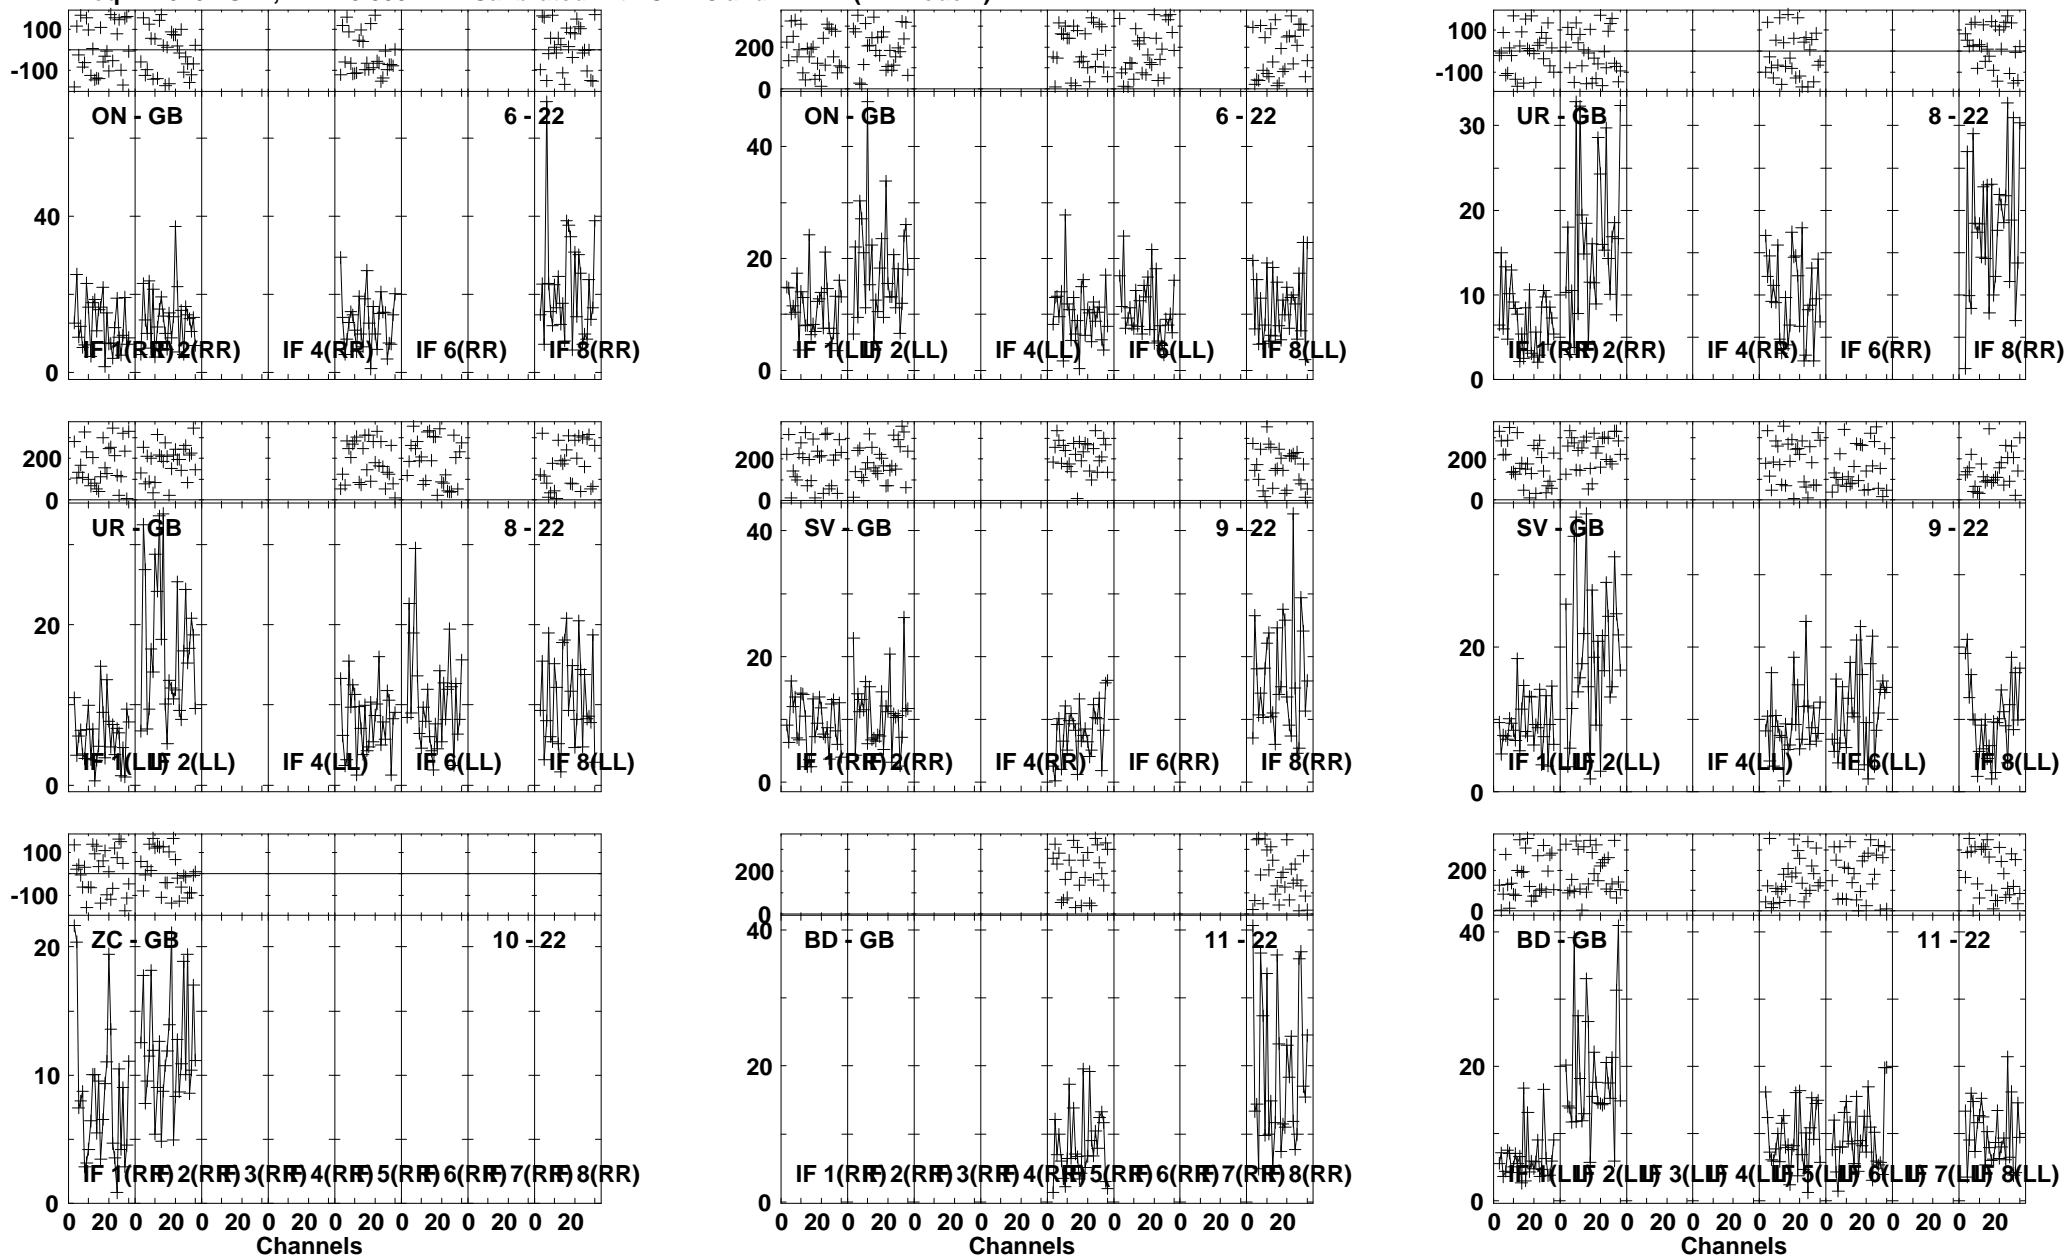 100
-100
ON - GB 6 - 22
40
0
IF 1(RR) IF 2(RR) IF 4(RR) IF 6(RR) IF 8(RR)
200
0
ON - GB 6 - 22
40
20
0
IF 1(LL) IF 2(LL) IF 4(LL) IF 6(LL) IF 8(LL)
100
-100
UR - GB 8 - 22
30
20
10
0
IF 1(RR) IF 2(RR) IF 4(RR) IF 6(RR) IF 8(RR)
200
0
UR - GB 8 - 22
20
0
IF 1(LL) IF 2(LL) IF 4(LL) IF 6(LL) IF 8(LL)
200
0
SV - GB 9 - 22
40
20
0
IF 1(RR) IF 2(RR) IF 4(RR) IF 6(RR) IF 8(RR)
200
0
SV - GB 9 - 22
20
0
IF 1(LL) IF 2(LL) IF 4(LL) IF 6(LL) IF 8(LL)
100
-100
ZC - GB 10 - 22
20
10
0
IF 1(RR) IF 2(RR) IF 3(RR) IF 4(RR) IF 5(RR) IF 6(RR) IF 7(RR) IF 8(RR)
0 20 0 20 0 20 0 20 0 20 0 20 0 20 0 20
Channels
200
0
BD - GB 11 - 22
40
20
0
IF 1(RR) IF 2(RR) IF 3(RR) IF 4(RR) IF 5(RR) IF 6(RR) IF 7(RR) IF 8(RR)
0 20 0 20 0 20 0 20 0 20 0 20 0 20 0 20
Channels
200
0
BD - GB 11 - 22
40
20
0
IF 1(LL) IF 2(LL) IF 3(LL) IF 4(LL) IF 5(LL) IF 6(LL) IF 7(LL) IF 8(LL)
0 20 0 20 0 20 0 20 0 20 0 20 0 20 0 20
Channels